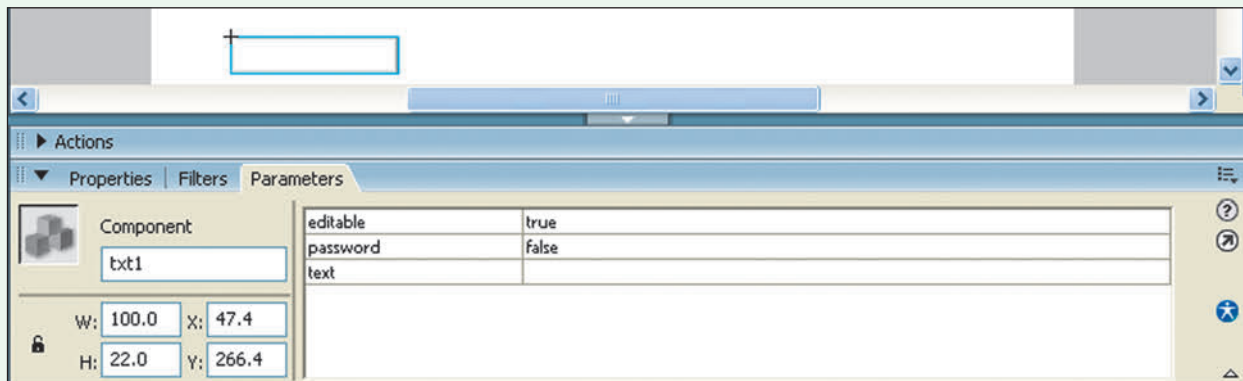 Actions
Properties Filters Parameters
Component
txt1
editable true
password false
text
W: 100.0 X: 47.4
H: 22.0 Y: 266.4